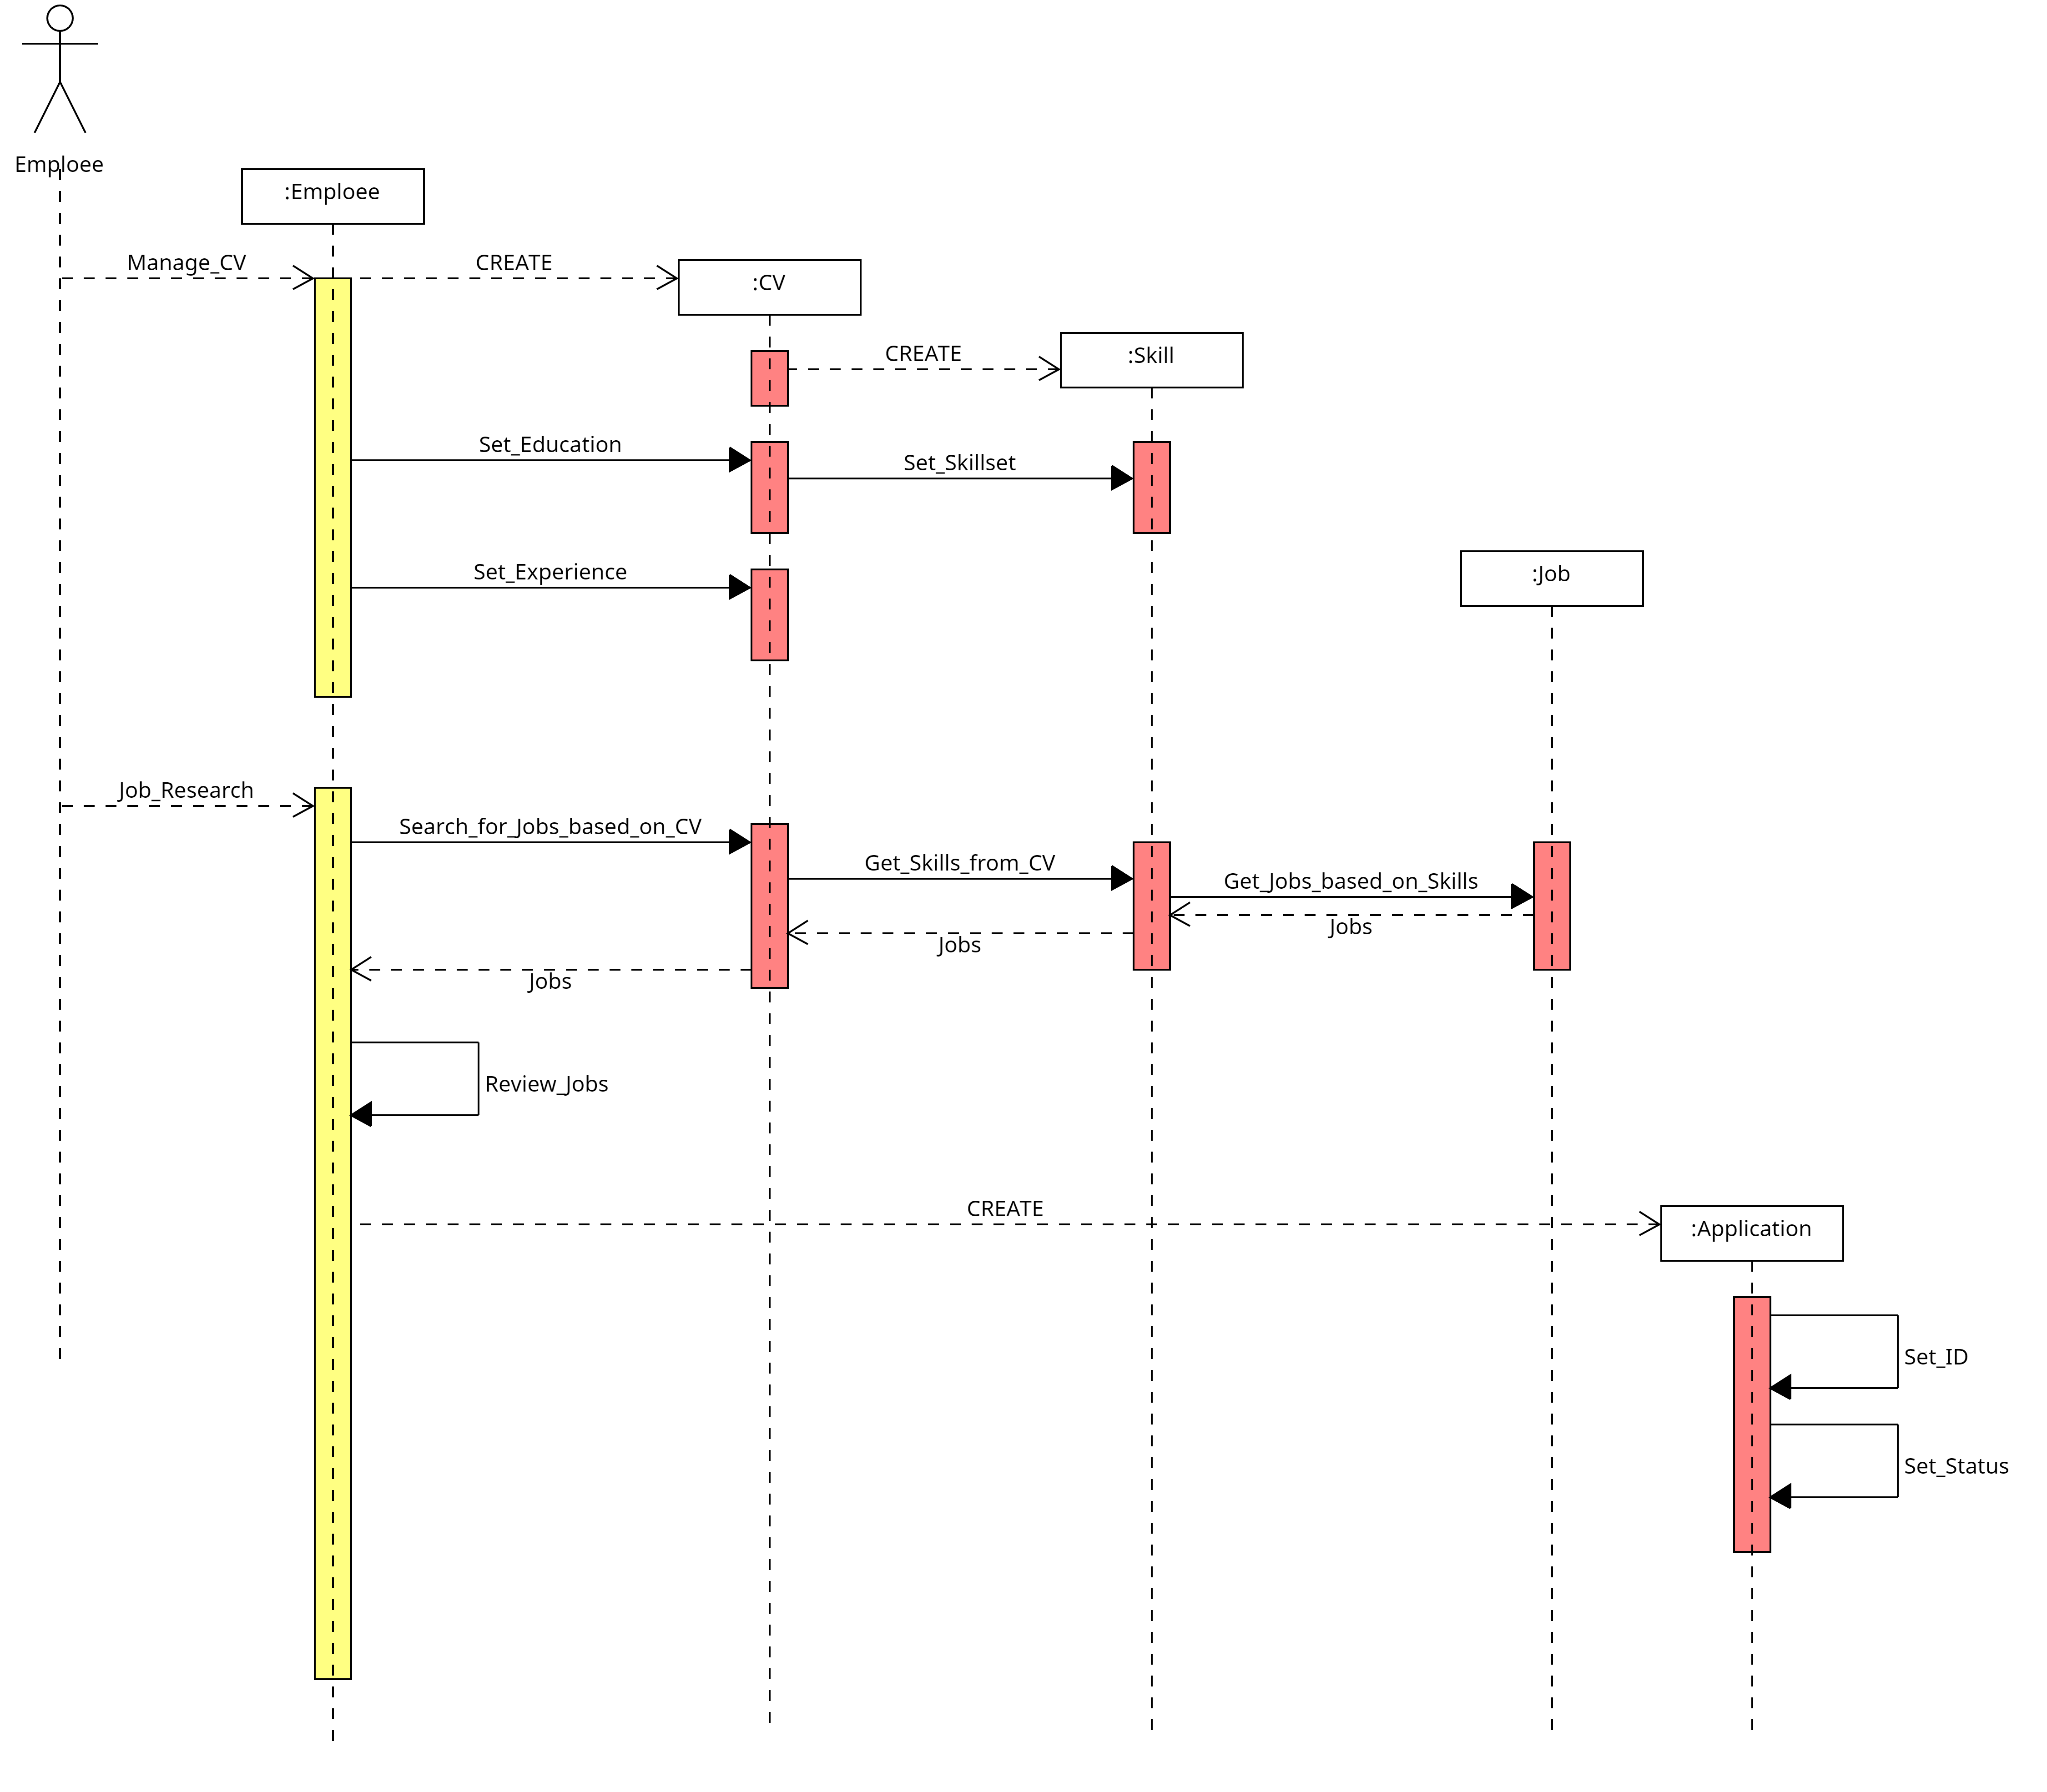 Emploee
:Emploee
Manage_CV
CREATE
:CV
CREATE
:Skill
Set_Education
Set_Skillset
Set_Experience
:Job
Job_Research
Search_for_Jobs_based_on_CV
Get_Skills_from_CV
Get_Jobs_based_on_Skills
Jobs
Jobs
Jobs
Review_Jobs
CREATE
:Application
Set_ID
Set_Status